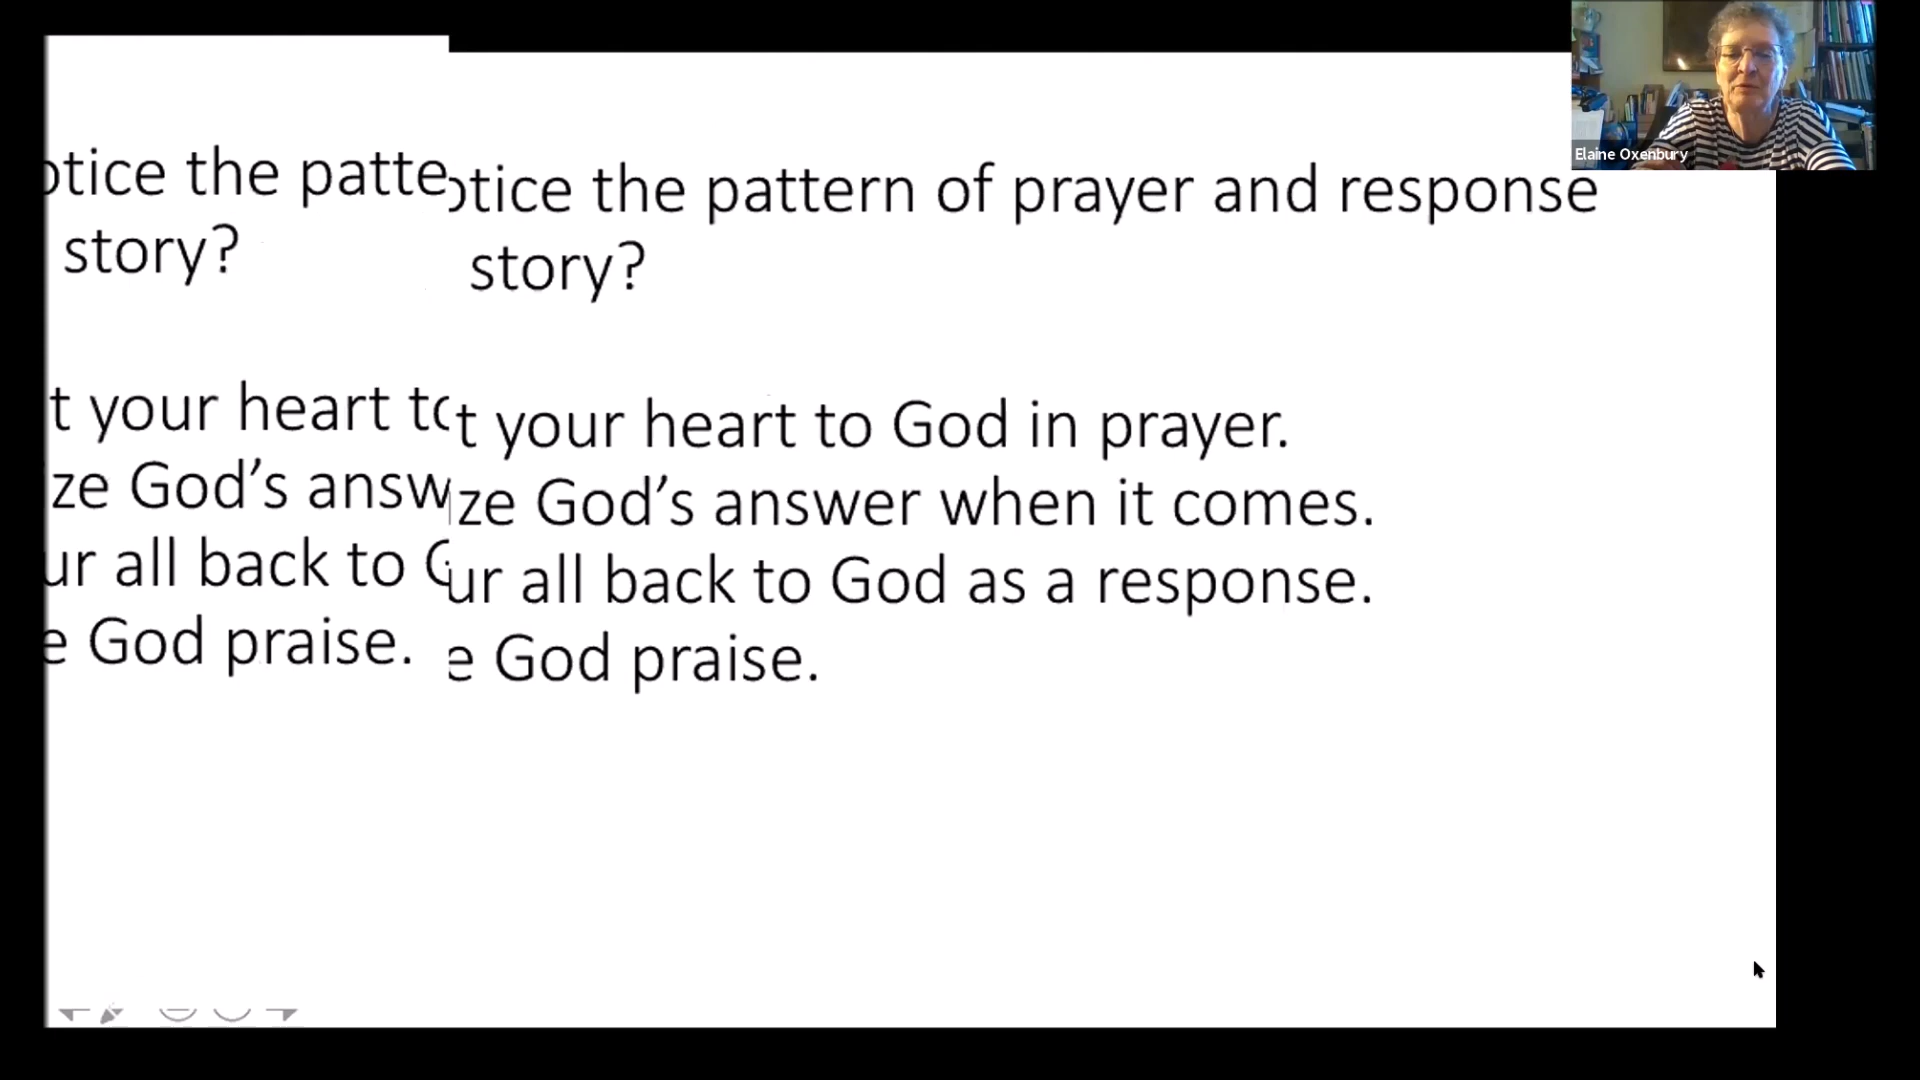 otice the patte
story?
t your heart to
ze God's answ
ur all back to
e God praise.
otice the pattern of prayer and response
story?
t your heart to God in prayer.
ze God's answer when it comes.
ur all back to God as a response.
e God praise.
Elaine Oxenbury